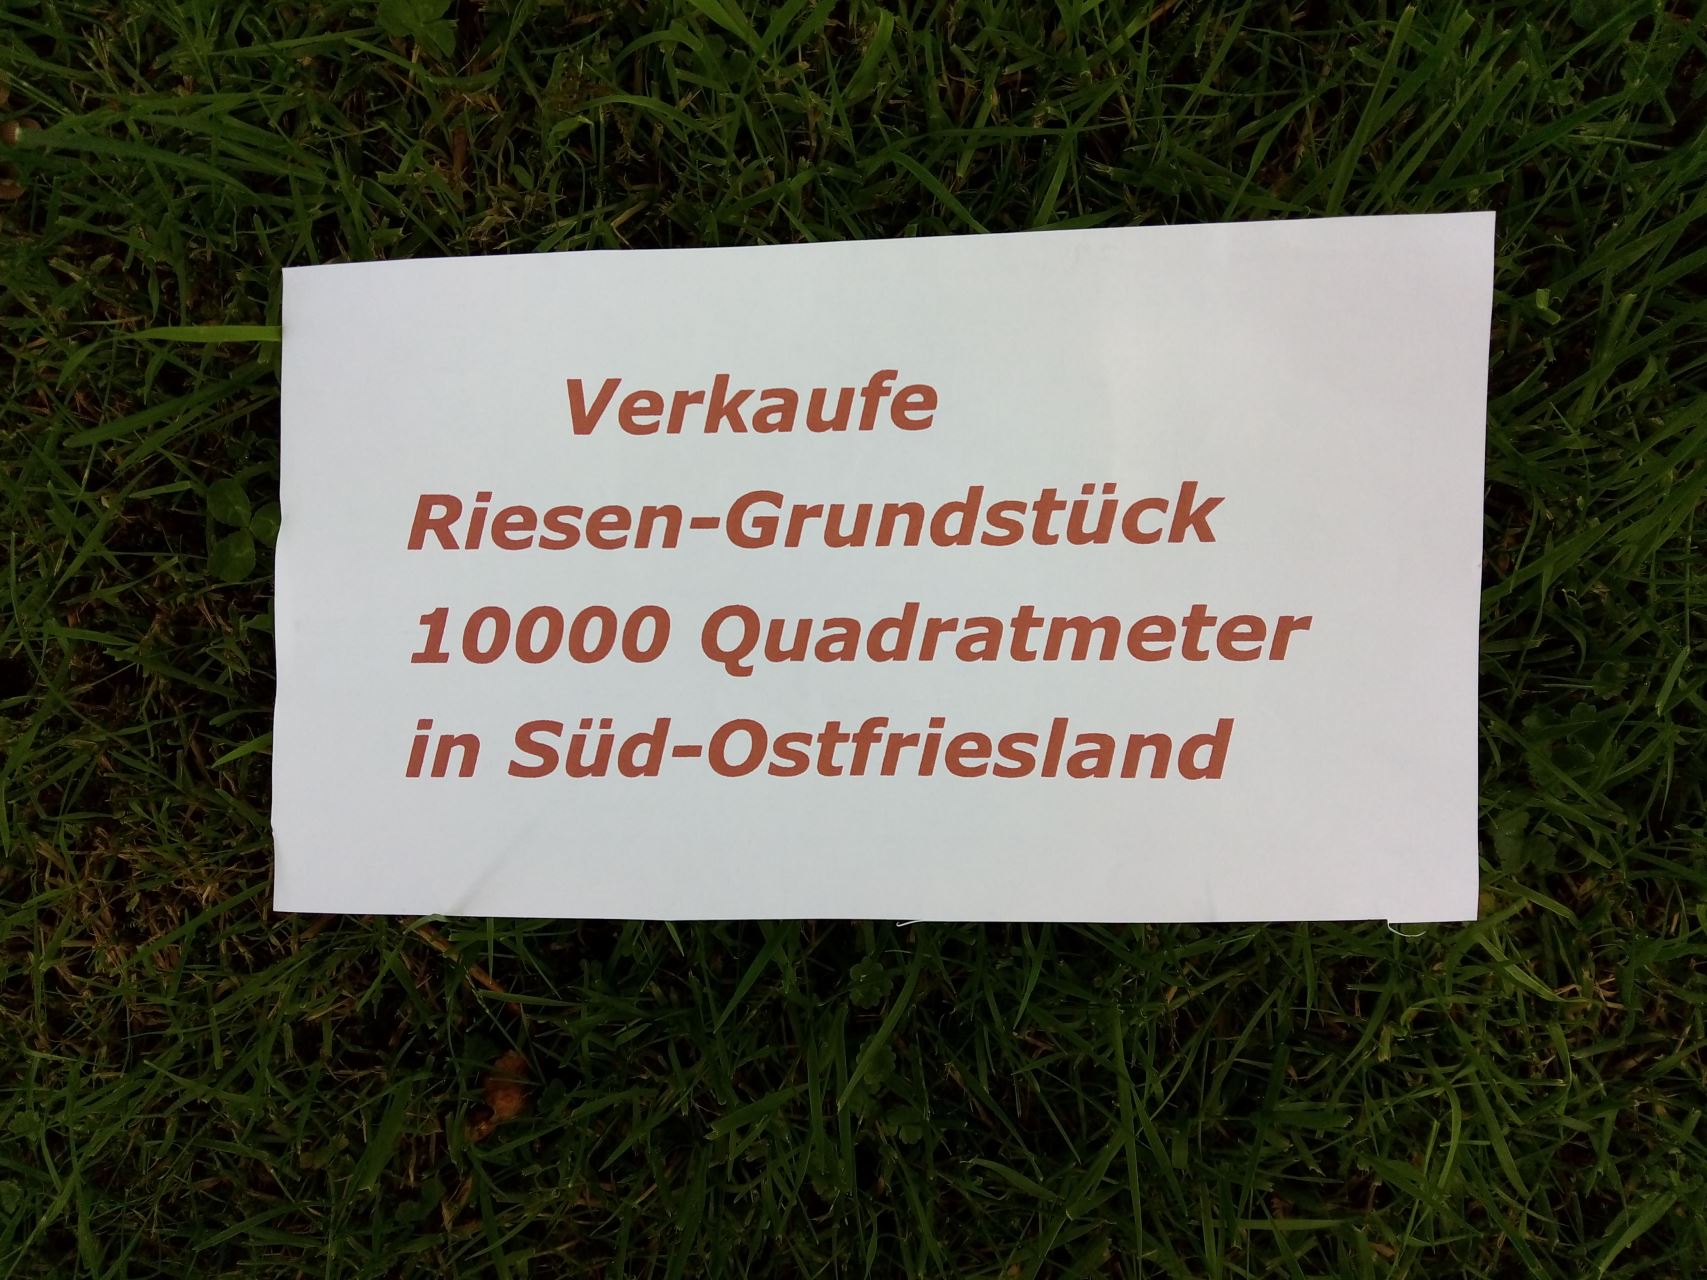 Verkaufe
Riesen-Grundstück
10000 Quadratmeter
in Süd-Ostfriesland